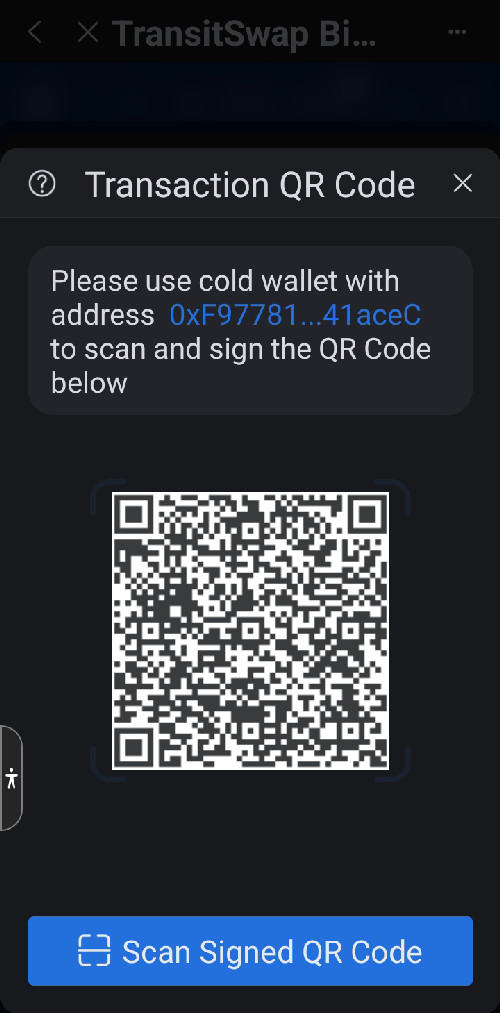 TransitSwap Bi...
Transaction QR Code
Please use cold wallet with
address 0xF97781...41aceC
to scan and sign the QR Code
below
Scan Signed QR Code